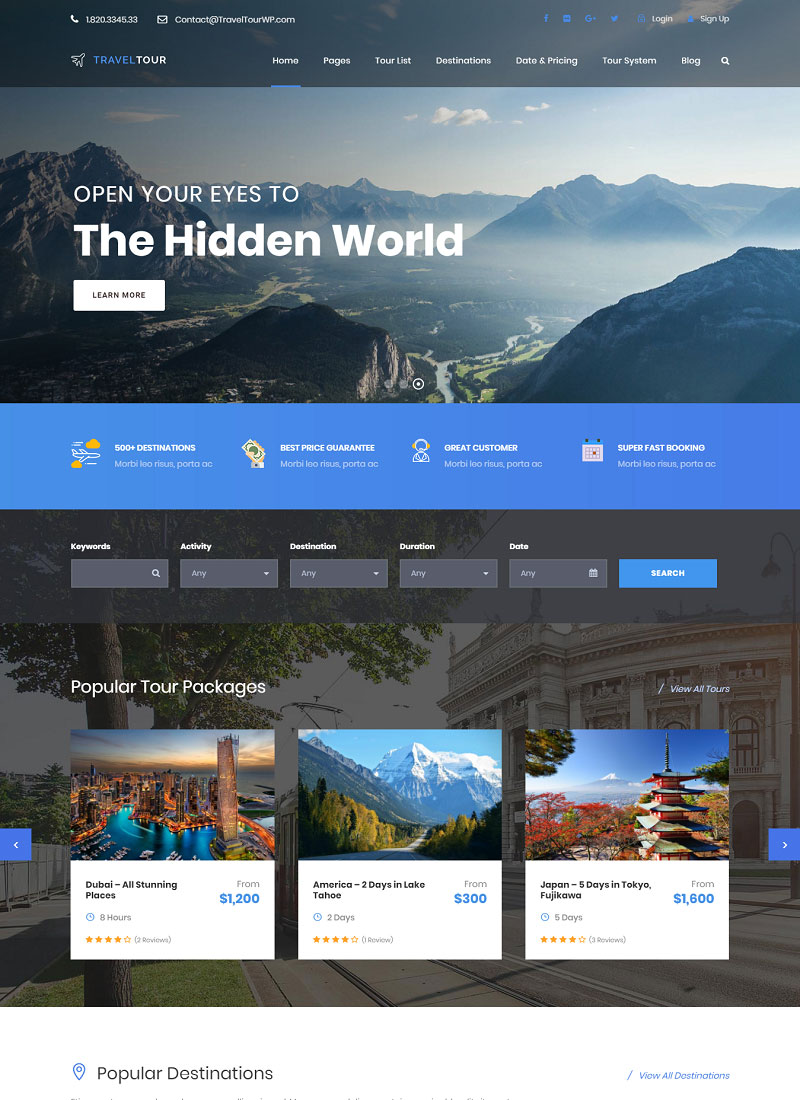 1.820.3345.33 Contact@TravelTourWP.com
Login Sign Up
TRAVELTOUR
Home Pages Tour List Destinations Date & Pricing Tour System Blog
OPEN YOUR EYES TO
The Hidden World
LEARN MORE
500+ DESTINATIONS
Morbi leo risus, porta ac
BEST PRICE GUARANTEE
Morbi leo risus, porta ac
GREAT CUSTOMER
Morbi leo risus, porta ac
SUPER FAST BOOKING
Morbi leo risus, porta ac
Keywords Activity Destination Duration Date
Any Any Any Any SEARCH
Popular Tour Packages
/ View All Tours
Dubai – All Stunning
Places
From
$1,200
8 Hours
(2 Reviews)
America – 2 Days in Lake
Tahoe
From
$300
2 Days
(1 Review)
Japan – 5 Days in Tokyo,
Fujikawa
From
$1,600
5 Days
(3 Reviews)
Popular Destinations
/ View All Destinations